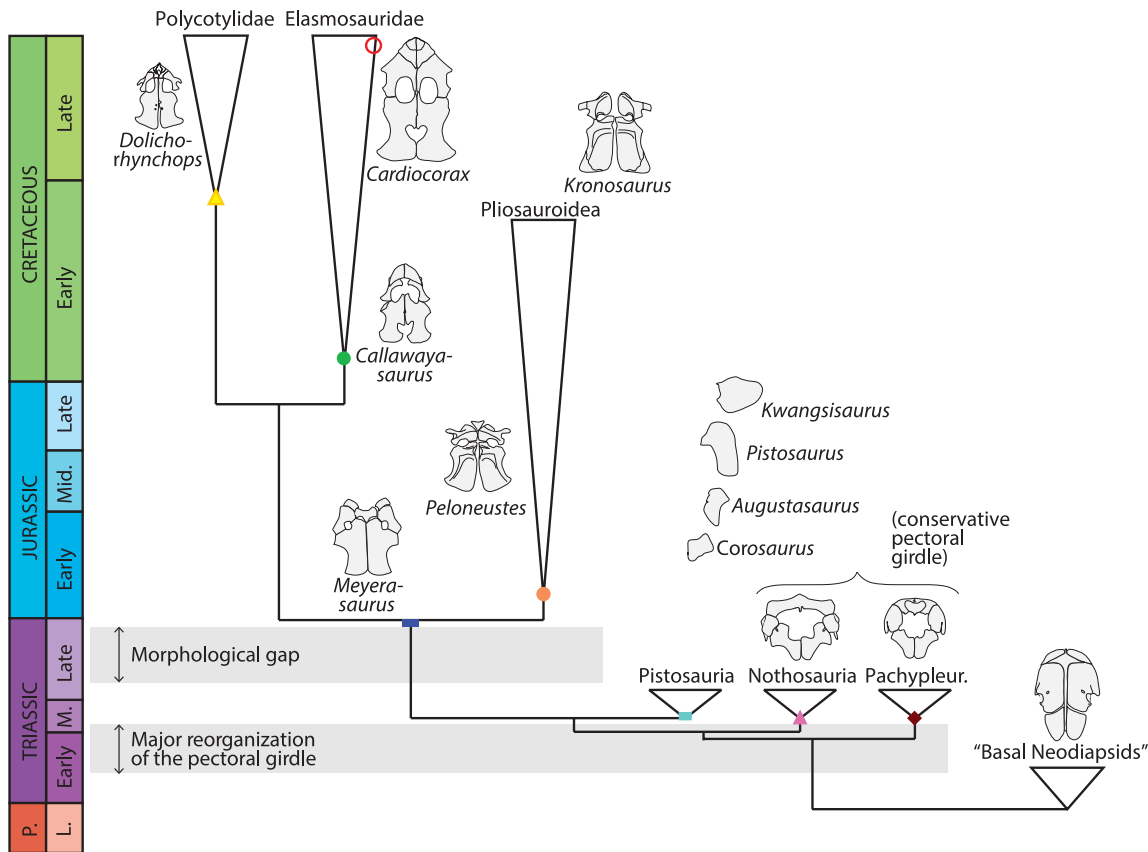 Polycotylidae
Elasmosauridae
Dolicho-
rhynchops
Cardiocorax
Kronosaurus
Pliosauroidea
Callawaya-
saurus
Kwangsisaurus
Pistosaurus
Peloneustes
Augustasaurus
(conservative
pectoral
girdle)
Corosaurus
Meyera-
saurus
Morphological gap
Pistosauria
Nothosauria
Pachypleur.
Major reorganization
of the pectoral girdle
"Basal Neodiapsids"
CRETACEOUS
Late
Early
JURASSIC
Late
Mid.
Early
TRIASSIC
Late
M.
Early
P.
L.